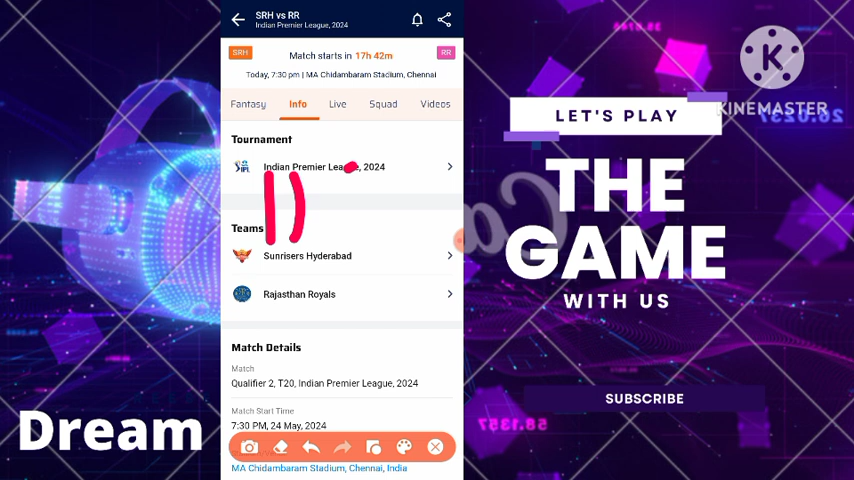 SRH vs RR
Indian Premier League, 2024
SRH
Match starts in 17h 42m
RR
Today, 7:30 pm | MA Chidambaram Stadium, Chennai
Fantasy Info Live Squad Videos
Tournament
IPL
Indian Premier League, 2024
Teams
Sunrisers Hyderabad
Rajasthan Royals
Match Details
Match
Qualifier 2, T20, Indian Premier League, 2024
Match Start Time
7:30 PM, 24 May, 2024
MA Chidambaram Stadium, Chennai, India
Dream
LET'S PLAY
THE
GAME
WITH US
SUBSCRIBE
K
KINEMASTER
58.1357